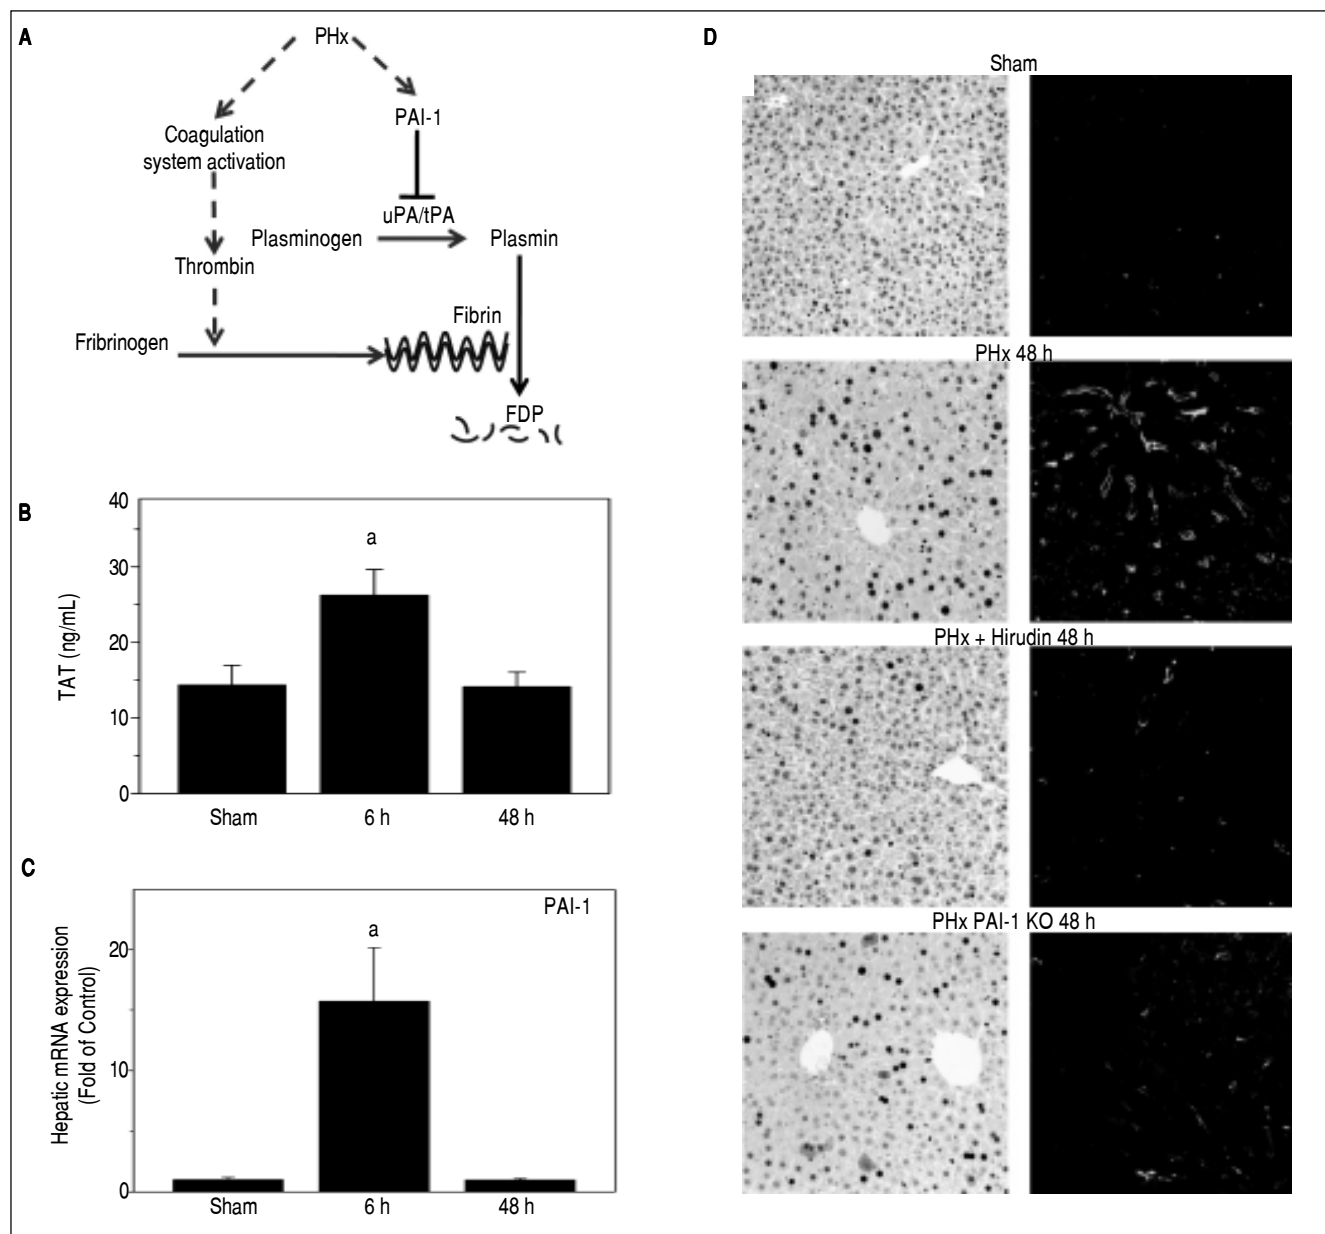 A
PHx
PAI-1
Coagulation
system activation
uPA/tPA
Plasminogen
Plasmin
Thrombin
Fibrin
Fribrinogen
FDP
B
40
30
20
10
0
TAT (ng/mL)
a
Sham
6 h
48 h
C
PAI-1
20
10
0
Hepatic mRNA expression
(Fold of Control)
a
Sham
6 h
48 h
D
Sham
PHx 48 h
PHx + Hirudin 48 h
PHx PAI-1 KO 48 h